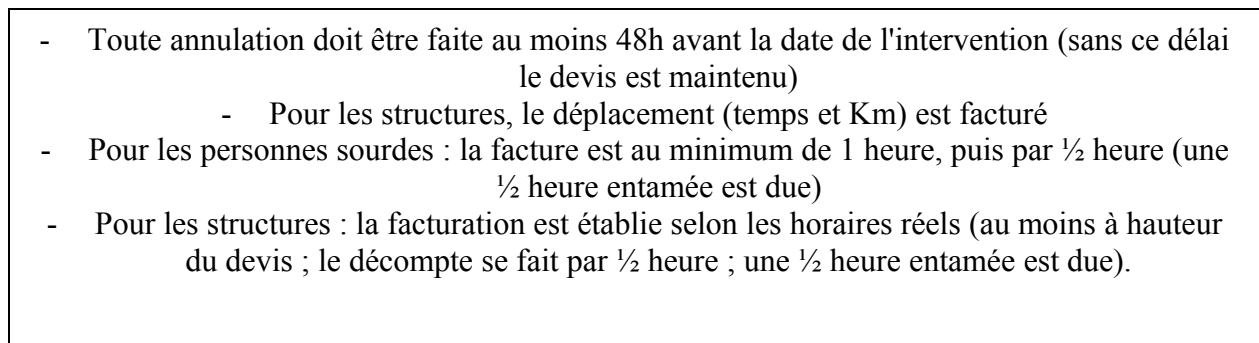 - Toute annulation doit être faite au moins 48h avant la date de l'intervention (sans ce délai
le devis est maintenu)
- Pour les structures, le déplacement (temps et Km) est facturé
- Pour les personnes sourdes : la facture est au minimum de 1 heure, puis par ½ heure (une
½ heure entamée est due)
- Pour les structures : la facturation est établie selon les horaires réels (au moins à hauteur
du devis ; le décompte se fait par ½ heure ; une ½ heure entamée est due).